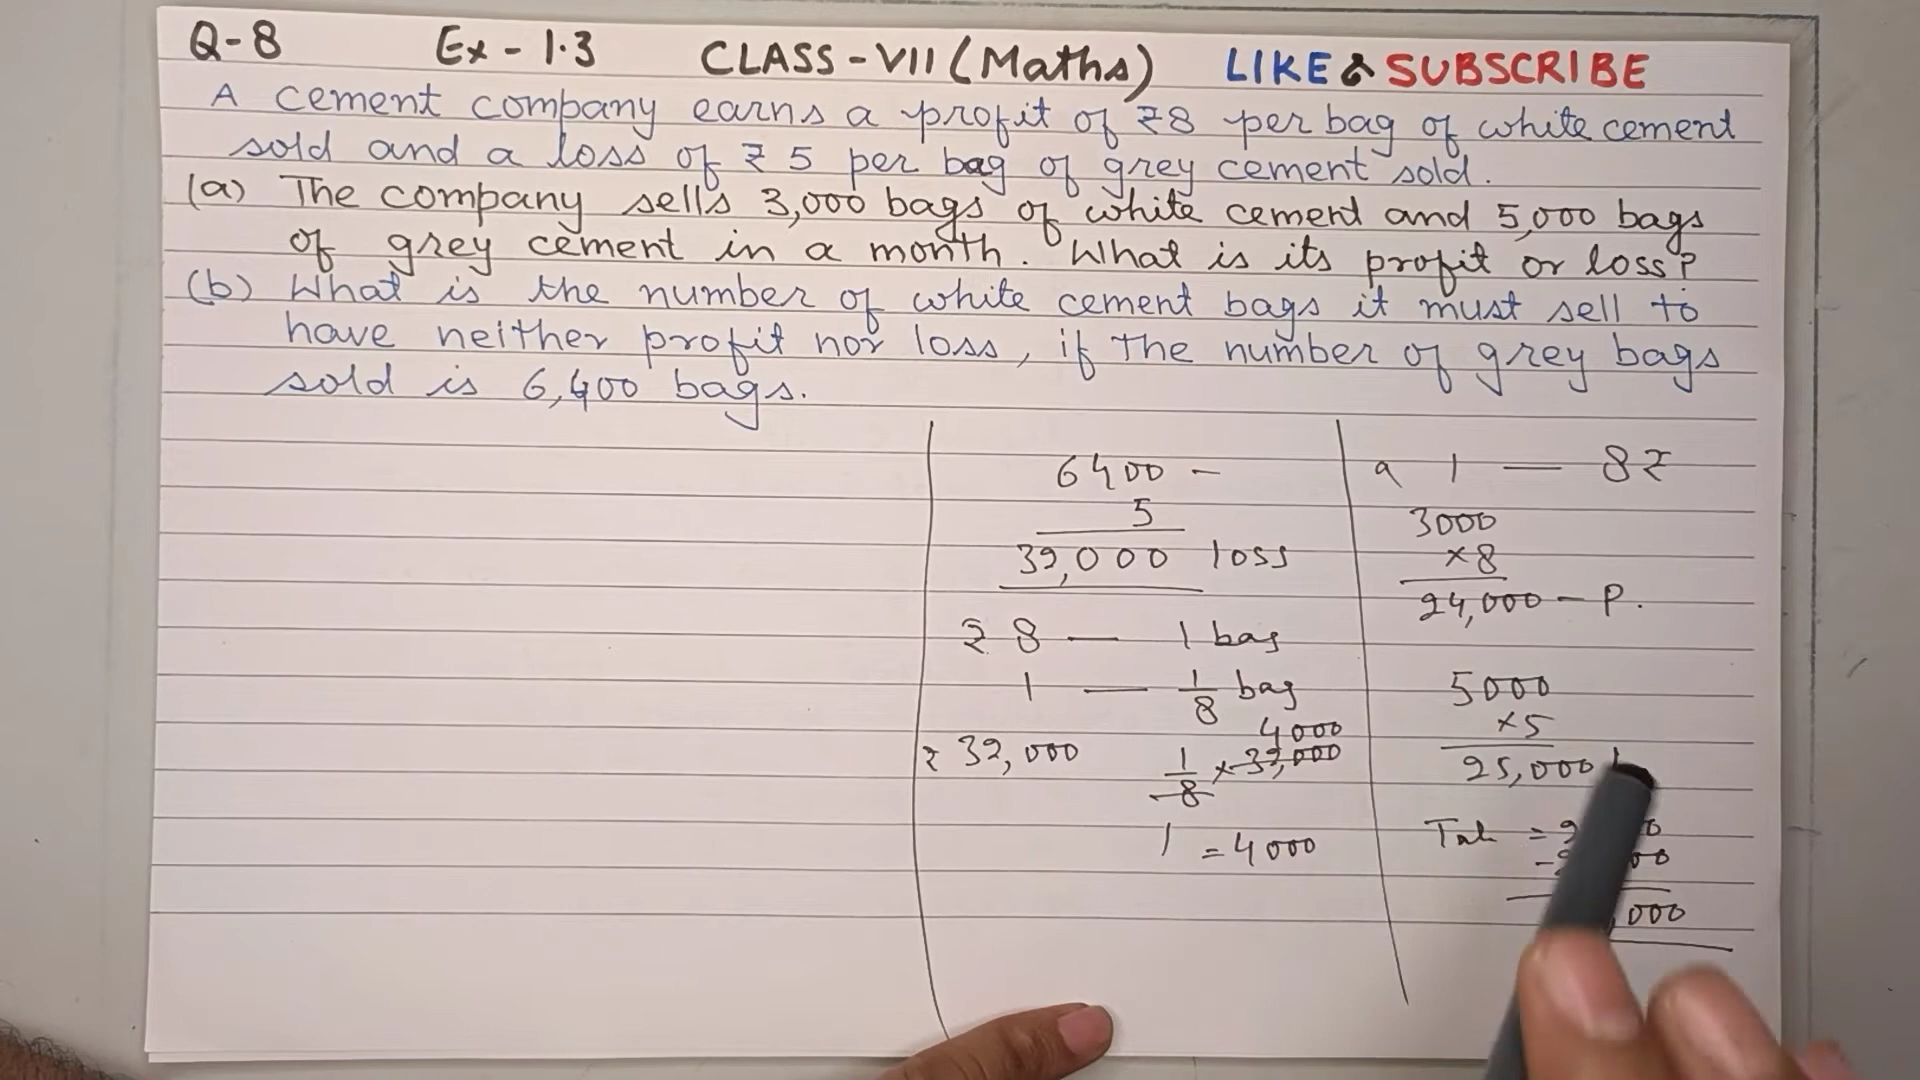 Q-8 Ex-1.3 CLASS-VII (Maths) LIKE & SUBSCRIBE
A cement company earns a profit of ₹8 per bag of white cement
sold and a loss of ₹5 per bag of grey cement sold.
(a) The company sells 3,000 bags of white cement and 5,000 bags
of grey cement in a month. What is its profit or loss?
(b) What is the number of white cement bags it must sell to
have neither profit nor loss, if the number of grey bags
sold is 6,400 bags.
6400 -
5
32,000 loss
₹ 8 — 1 bag
1 — 1/8 bag
4000
₹ 32,000 1/8 × 32,000
= 4000
a 1 — 8₹
3000
×8
24,000 - P.
5000
×5
25,000
000